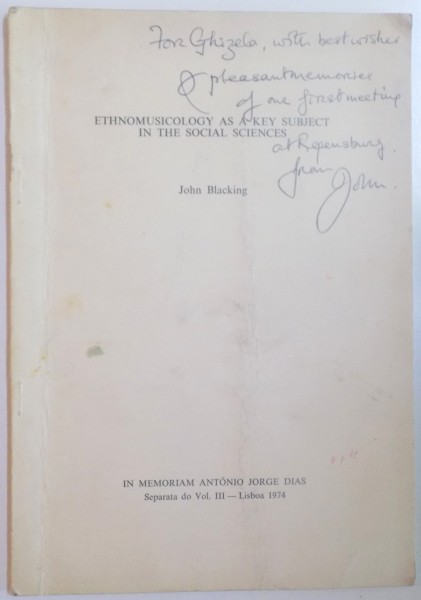 For Ghizela, with best wishes
& pleasant memories
of our first meeting
ETHNOMUSICOLOGY AS A KEY SUBJECT
IN THE SOCIAL SCIENCES
at Regensburg.
from
John.
John Blacking
IN MEMORIAM ANTÓNIO JORGE DIAS
Separata do Vol. III — Lisboa 1974